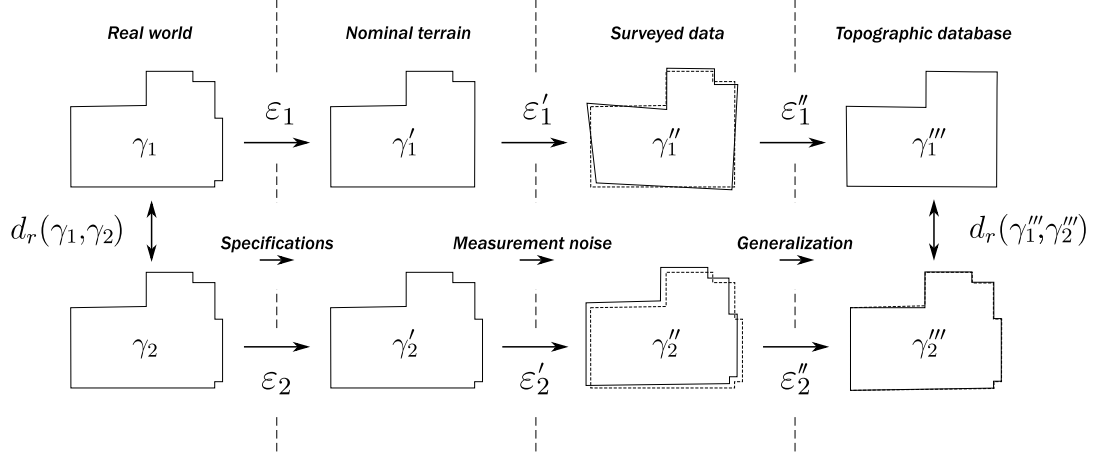 Real world Nominal terrain Surveyed data Topographic database
ε₁ ε₁′ ε₁″
γ₁ γ₁′ γ₁″ γ₁‴
d_r(γ₁,γ₂) d_r(γ₁‴,γ₂‴)
Specifications Measurement noise Generalization
γ₂ γ₂′ γ₂″ γ₂‴
ε₂ ε₂′ ε₂″